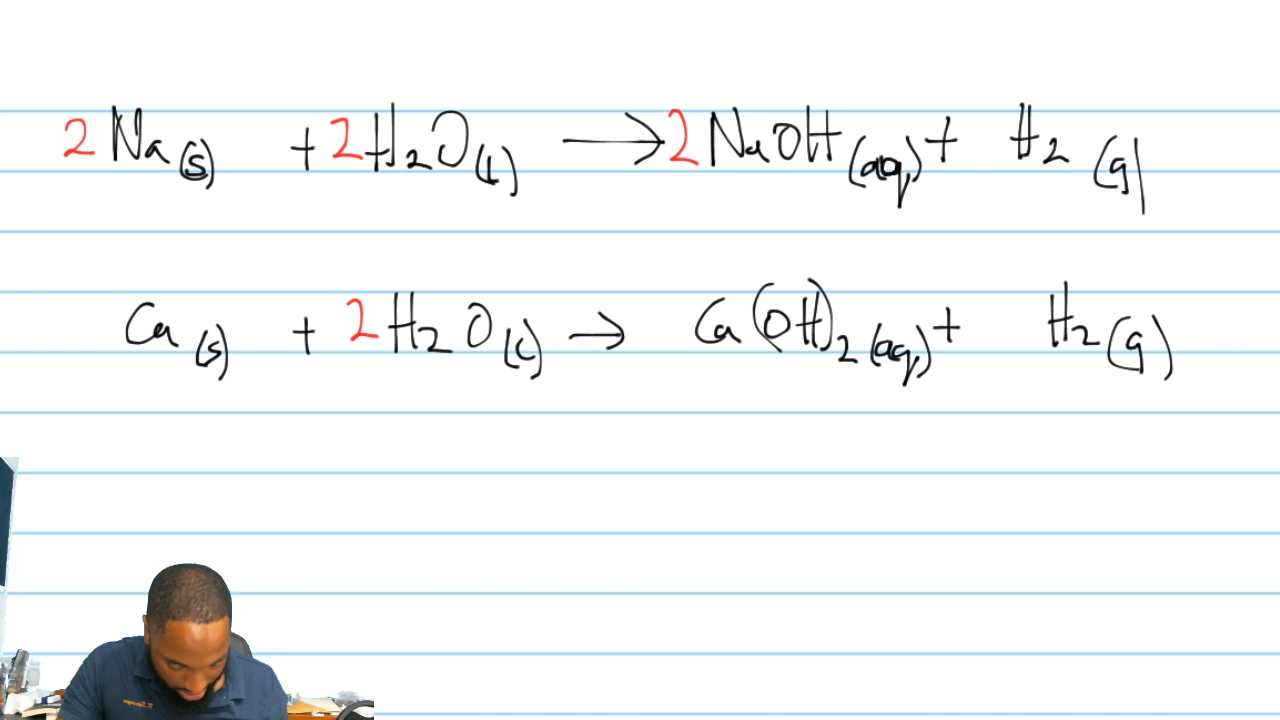 2Na(s) + 2H₂O(l) → 2NaOH(aq) + H₂(g)
Ca(s) + 2H₂O(l) → Ca(OH)₂(aq) + H₂(g)